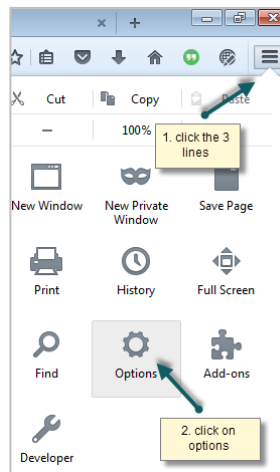 Cut Copy Paste
– 100%
1. click the 3
lines
New Window New Private
Window Save Page
Print History Full Screen
Find Options Add-ons
2. click on
options
Developer